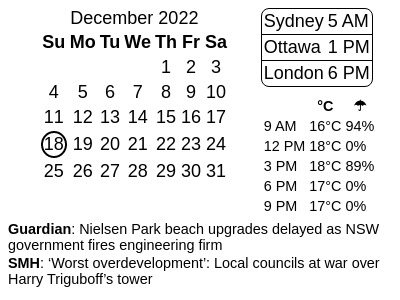 December 2022
Su Mo Tu We Th Fr Sa
1 2 3
4 5 6 7 8 9 10
11 12 13 14 15 16 17
18 19 20 21 22 23 24
25 26 27 28 29 30 31
Sydney 5 AM
Ottawa 1 PM
London 6 PM
°C ☂
9 AM 16°C 94%
12 PM 18°C 0%
3 PM 18°C 89%
6 PM 17°C 0%
9 PM 17°C 0%
Guardian: Nielsen Park beach upgrades delayed as NSW
government fires engineering firm
SMH: ‘Worst overdevelopment’: Local councils at war over
Harry Triguboff’s tower